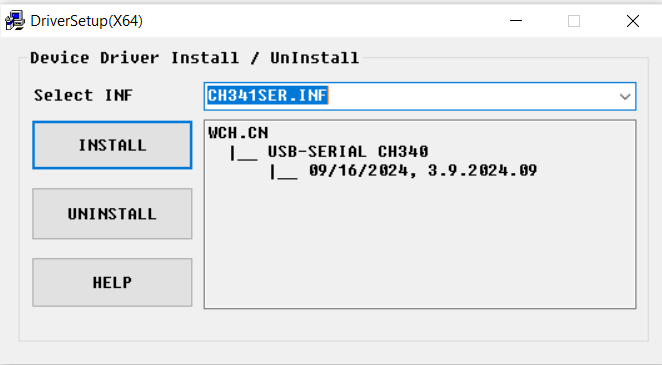 DriverSetup(X64)
Device Driver Install / UnInstall
Select INF
CH341SER.INF
INSTALL
WCH.CN
|__ USB-SERIAL CH340
|__ 09/16/2024, 3.9.2024.09
UNINSTALL
HELP